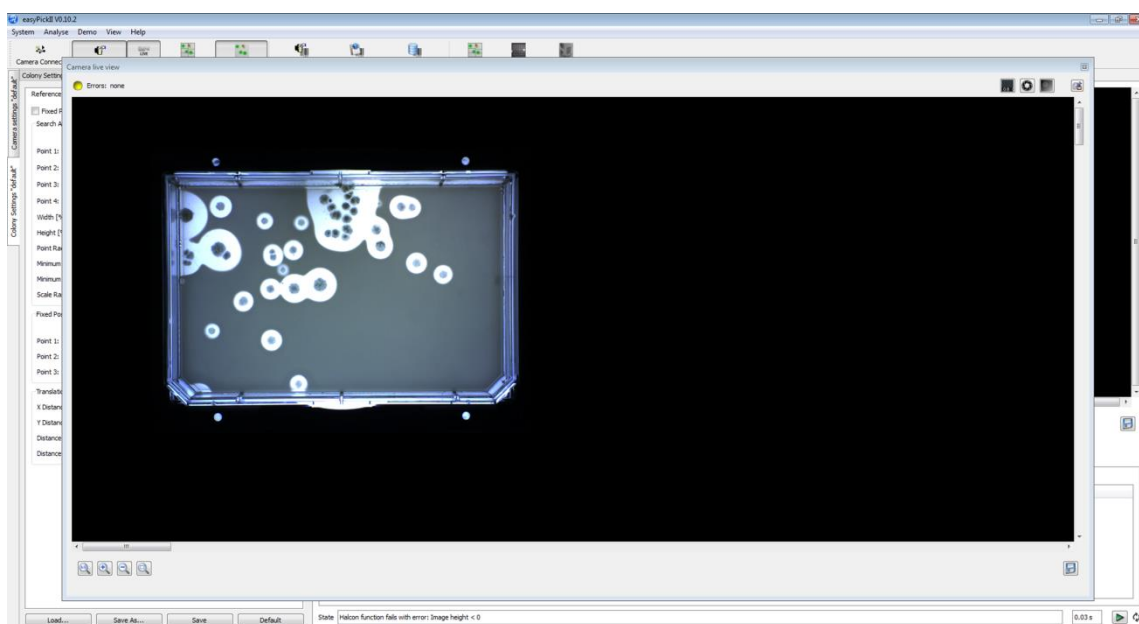 easyPickII V0.10.2
System Analyse Demo View Help
Camera Connec
Camera live view
Colony Setting
Errors: none
Camera settings "default"
Colony Settings "default"
Reference
Fixed P
Search A
Point 1:
Point 2:
Point 3:
Point 4:
Width [%
Height [%
Point Ra
Minimum
Minimum
Scale Ra
Fixed Po
Point 1:
Point 2:
Point 3:
Translatio
X Distan
Y Distan
Distance
Distance
Load... Save As... Save Default
State Halcon function fails with error: Image height < 0
0.03 s